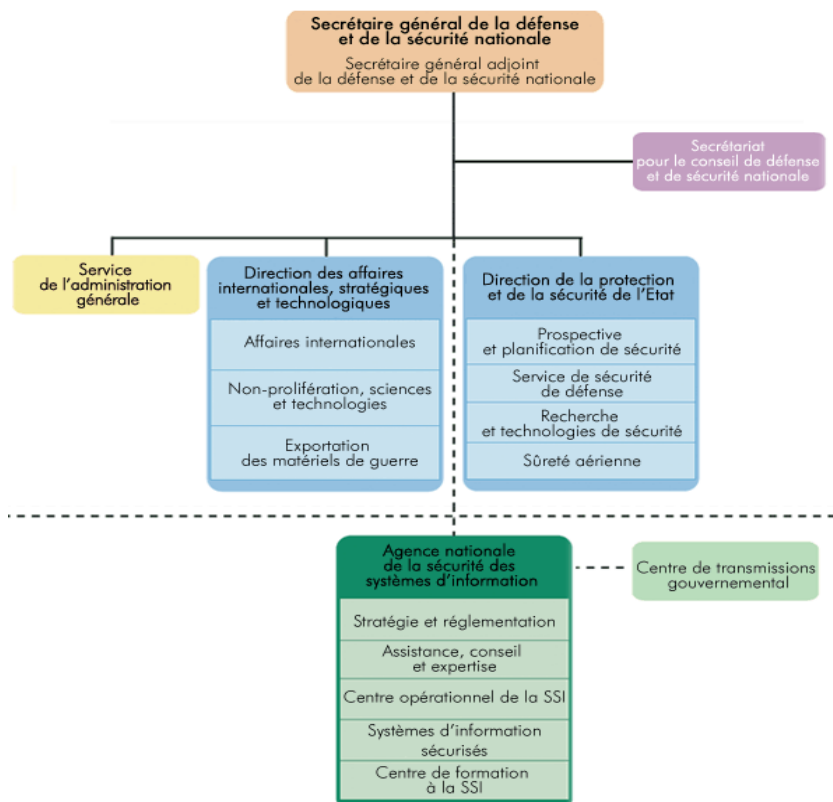 Secrétaire général de la défense
et de la sécurité nationale
Secrétaire général adjoint
de la défense et de la sécurité nationale
Secrétariat
pour le conseil de défense
et de sécurité nationale
Service
de l'administration
générale
Direction des affaires
internationales, stratégiques
et technologiques
Affaires internationales
Non-prolifération, sciences
et technologies
Exportation
des matériels de guerre
Direction de la protection
et de la sécurité de l'Etat
Prospective
et planification de sécurité
Service de sécurité
de défense
Recherche
et technologies de sécurité
Sûreté aérienne
Agence nationale
de la sécurité des
systèmes d'information
Stratégie et réglementation
Assistance, conseil
et expertise
Centre opérationnel de la SSI
Systèmes d'information
sécurisés
Centre de formation
à la SSI
Centre de transmissions
gouvernemental